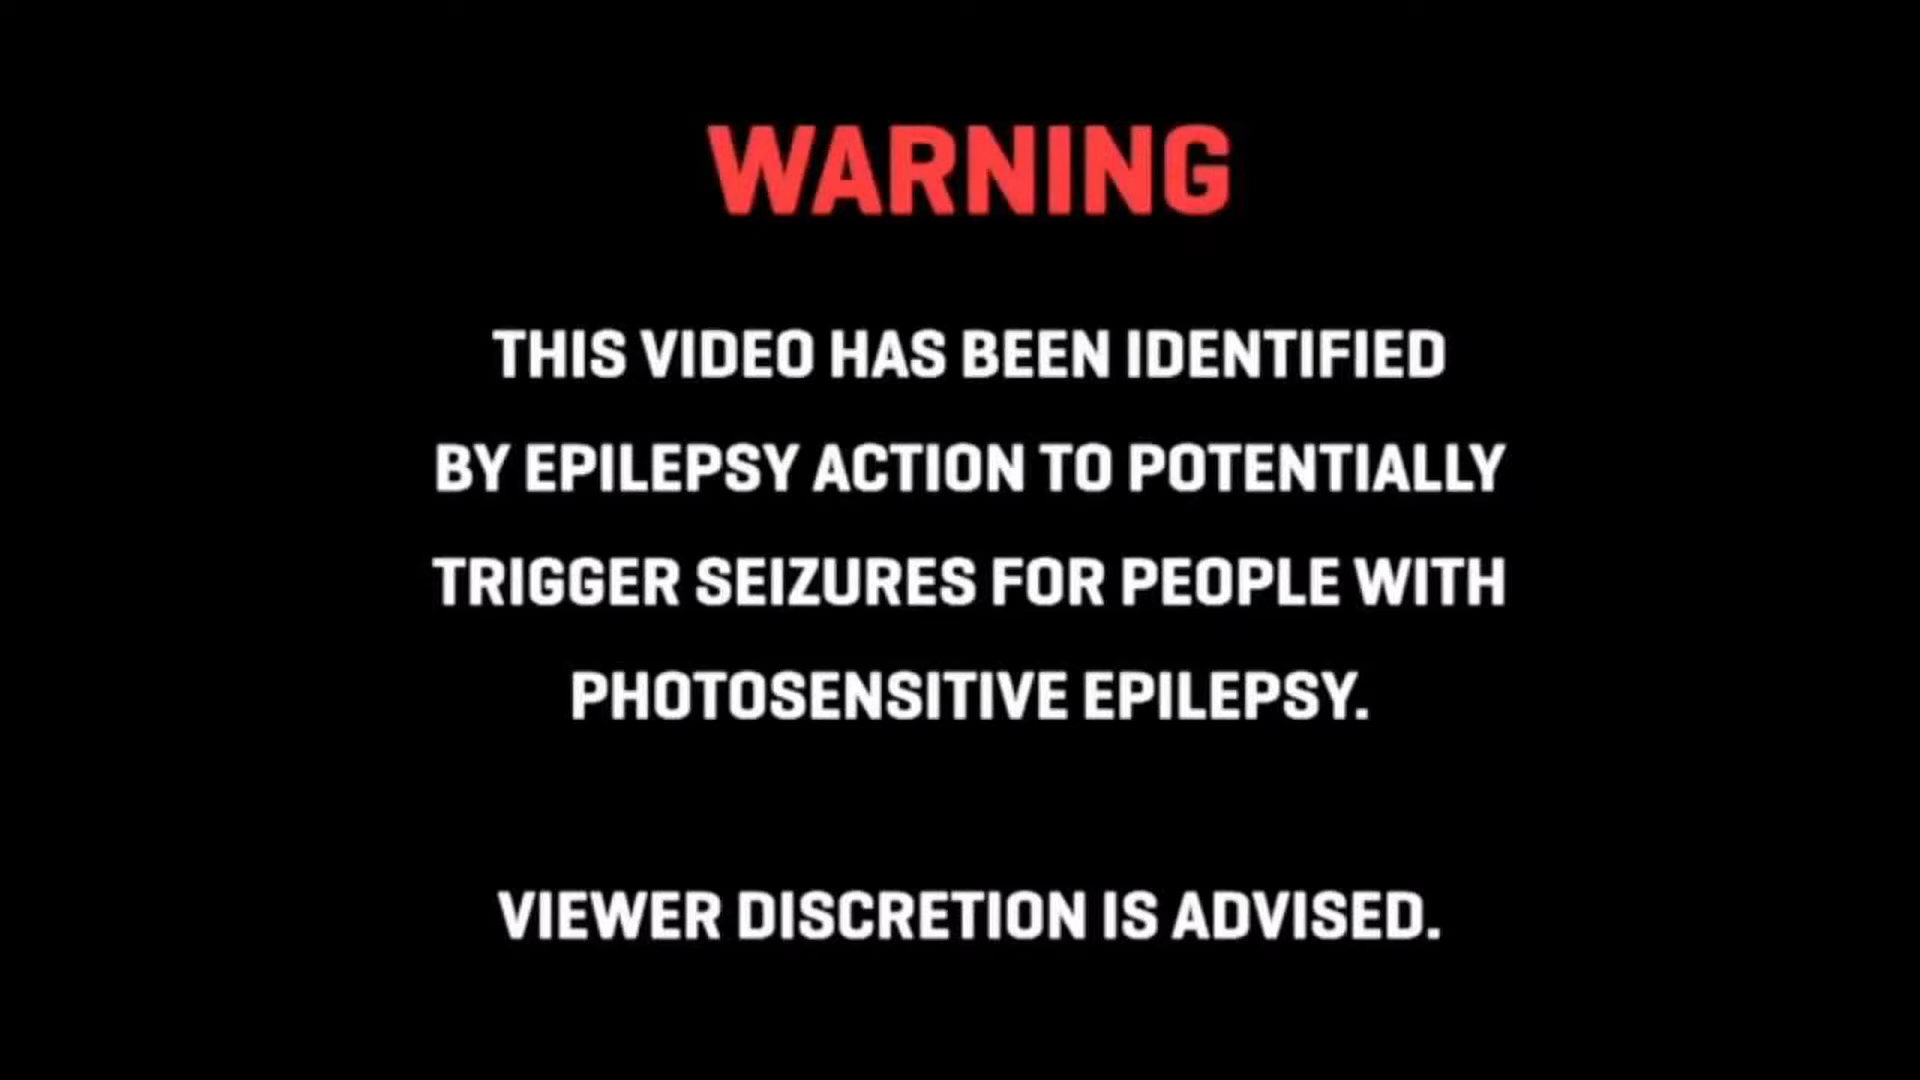 WARNING
THIS VIDEO HAS BEEN IDENTIFIED
BY EPILEPSY ACTION TO POTENTIALLY
TRIGGER SEIZURES FOR PEOPLE WITH
PHOTOSENSITIVE EPILEPSY.
VIEWER DISCRETION IS ADVISED.